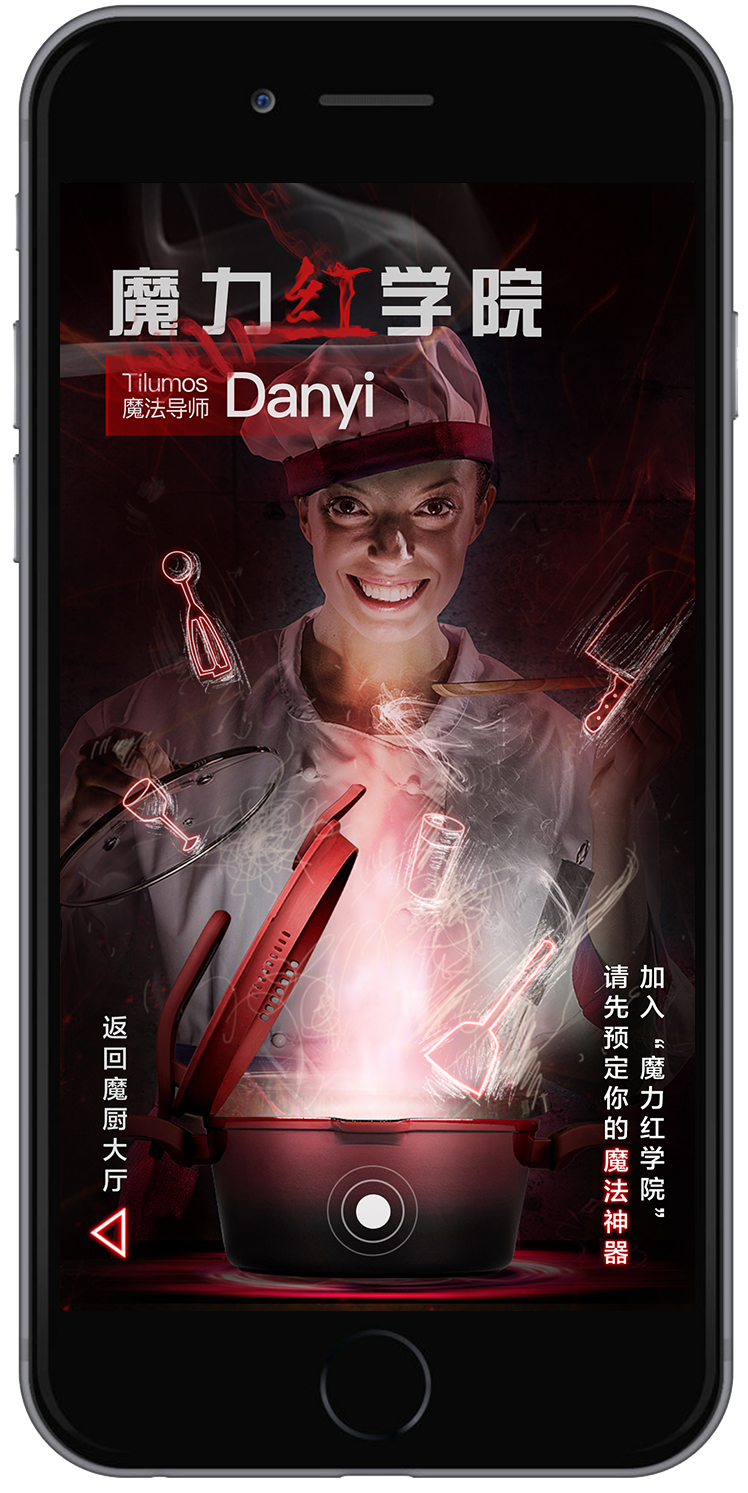 魔力红学院
Tilumos
魔法导师
Danyi
加入“魔力红学院”
请先预定你的魔法神器
返回魔厨大厅